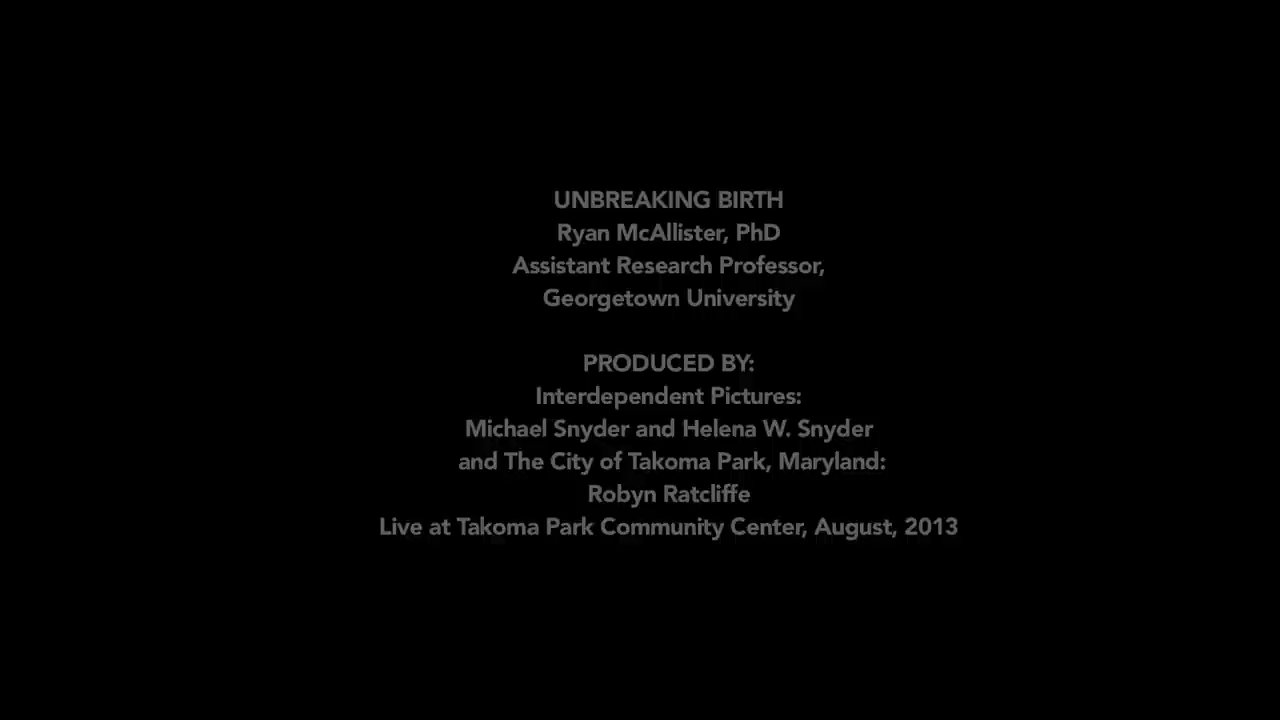 UNBREAKING BIRTH
Ryan McAllister, PhD
Assistant Research Professor,
Georgetown University
PRODUCED BY:
Interdependent Pictures:
Michael Snyder and Helena W. Snyder
and The City of Takoma Park, Maryland:
Robyn Ratcliffe
Live at Takoma Park Community Center, August, 2013